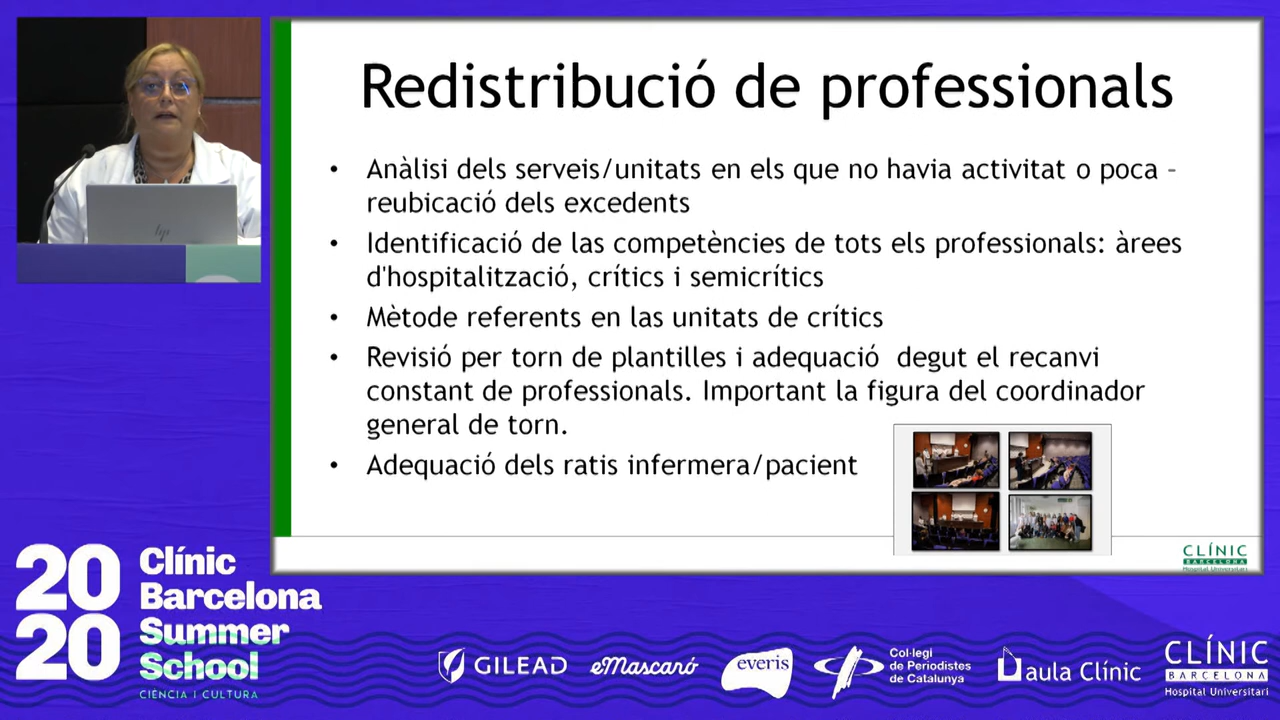 Redistribució de professionals
• Anàlisi dels serveis/unitats en els que no havia activitat o poca –
reubicació dels excedents
• Identificació de las competències de tots els professionals: àrees
d'hospitalització, crítics i semicrítics
• Mètode referents en las unitats de crítics
• Revisió per torn de plantilles i adequació  degut el recanvi
constant de professionals. Important la figura del coordinador
general de torn.
• Adequació dels ratis infermera/pacient
CLÍNIC
BARCELONA
Hospital Universitari
hp
2020
Clínic
Barcelona
Summer
School
CIÈNCIA I CULTURA
GILEAD
eMascaró
everis
Col·legi
de Periodistes
de Catalunya
aula Clínic
CLÍNIC
BARCELONA
Hospital Universitari